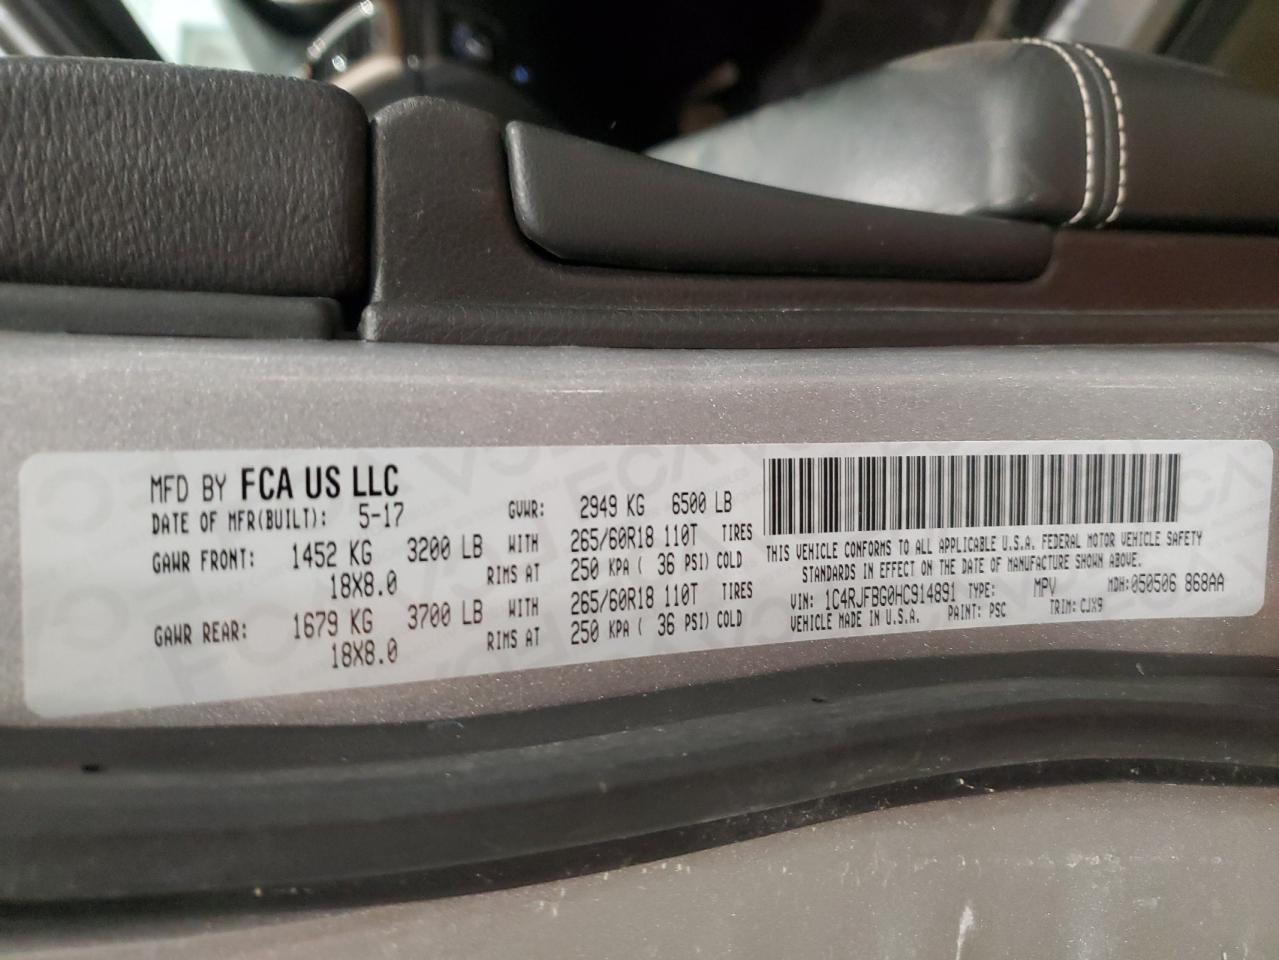 MFD BY FCA US LLC
DATE OF MFR(BUILT): 5-17 GVWR: 2949 KG 6500 LB
GAWR FRONT: 1452 KG 3200 LB WITH 265/60R18 110T TIRES
18X8.0 RIMS AT 250 KPA ( 36 PSI) COLD
GAWR REAR: 1679 KG 3700 LB WITH 265/60R18 110T TIRES
18X8.0 RIMS AT 250 KPA ( 36 PSI) COLD
THIS VEHICLE CONFORMS TO ALL APPLICABLE U.S.A. FEDERAL MOTOR VEHICLE SAFETY
STANDARDS IN EFFECT ON THE DATE OF MANUFACTURE SHOWN ABOVE.
VIN: 1C4RJFBG0HC914891 TYPE: MPV MDH:050506 868AA
VEHICLE MADE IN U.S.A. PAINT: PSC TRIM: CJX9